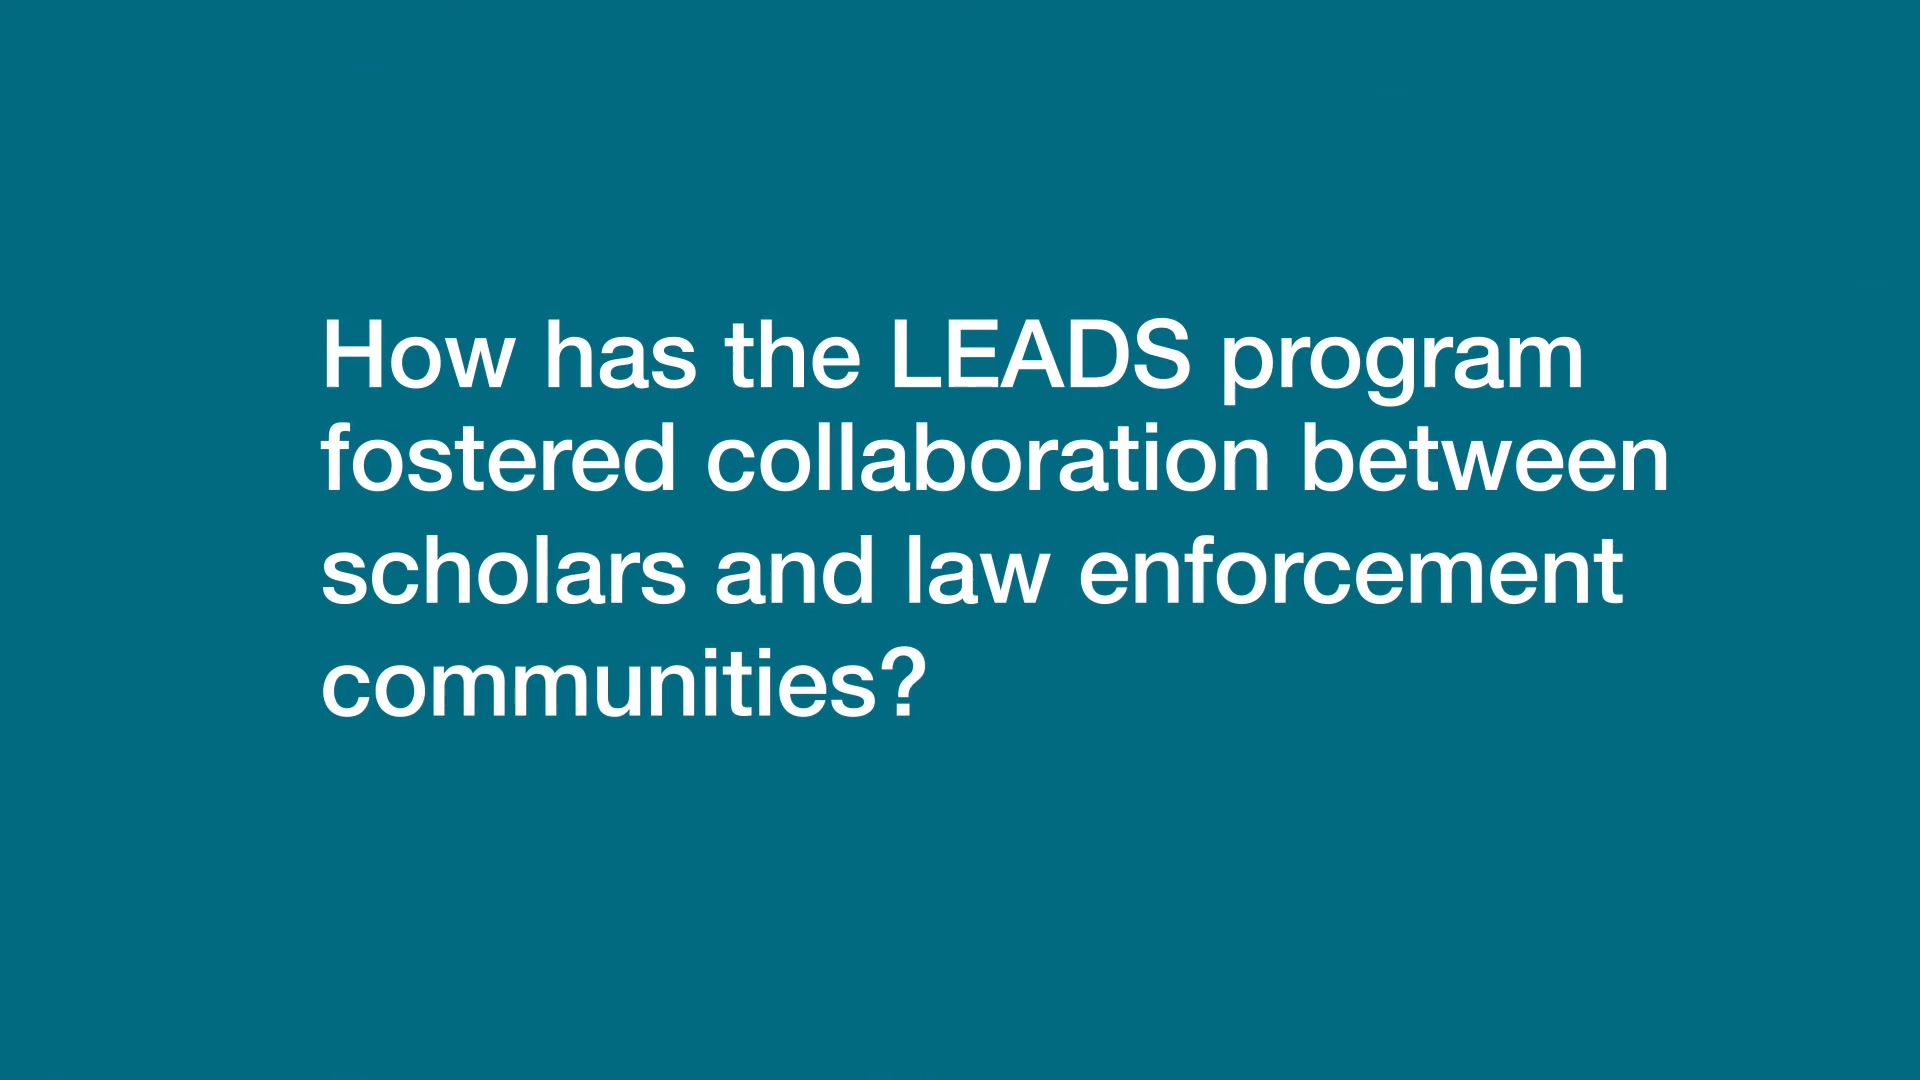 How has the LEADS program
fostered collaboration between
scholars and law enforcement
communities?